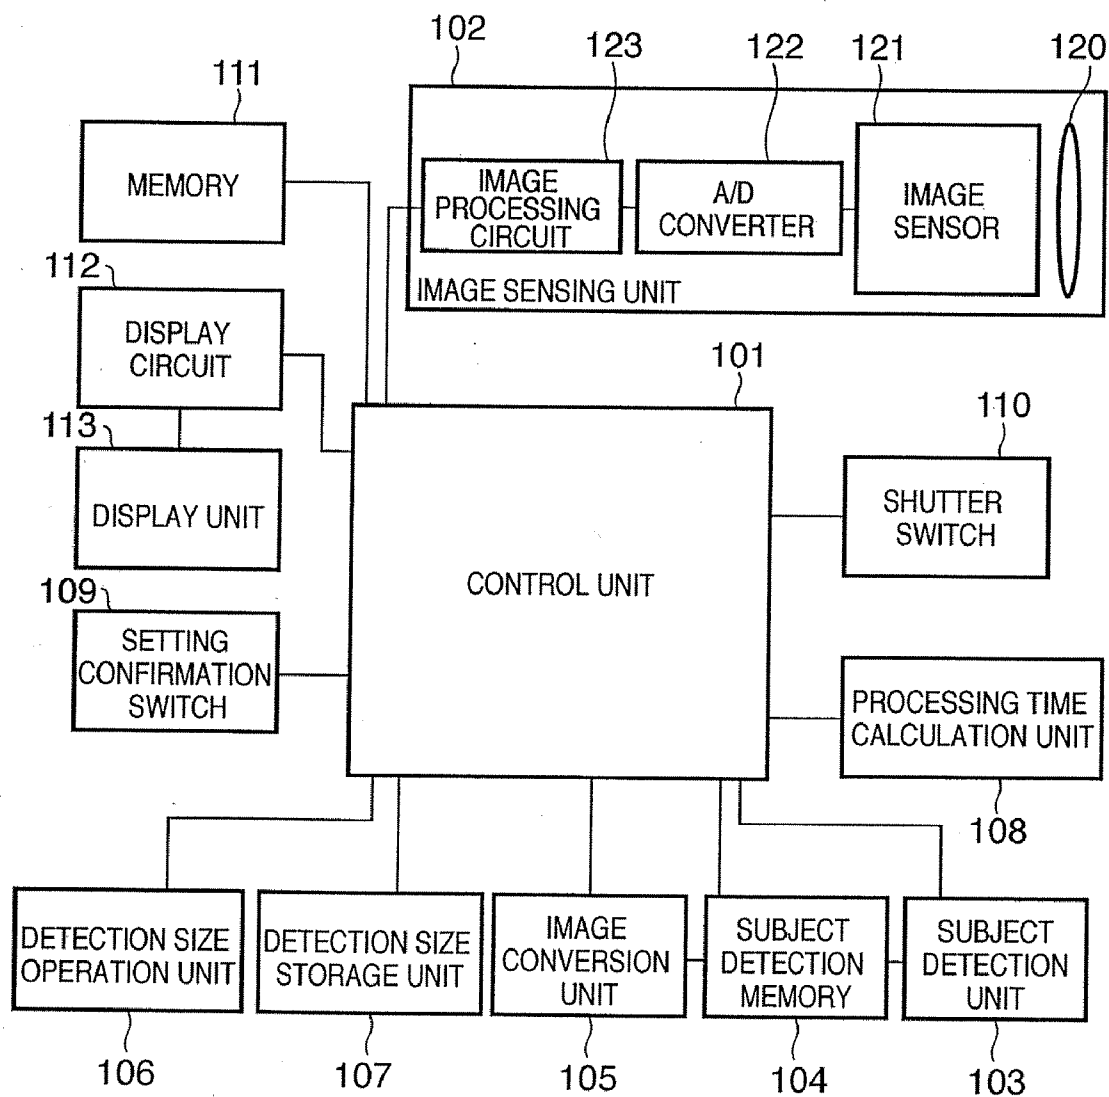 102
123
122
121
120
111
MEMORY
IMAGE
PROCESSING
CIRCUIT
A/D
CONVERTER
IMAGE
SENSOR
IMAGE SENSING UNIT
112
DISPLAY
CIRCUIT
101
113
DISPLAY UNIT
110
SHUTTER
SWITCH
CONTROL UNIT
109
SETTING
CONFIRMATION
SWITCH
PROCESSING TIME
CALCULATION UNIT
108
DETECTION SIZE
OPERATION UNIT
DETECTION SIZE
STORAGE UNIT
IMAGE
CONVERSION
UNIT
SUBJECT
DETECTION
MEMORY
SUBJECT
DETECTION
UNIT
106
107
105
104
103